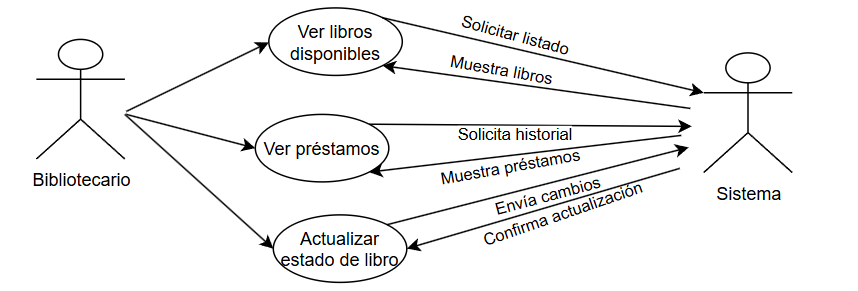 Ver libros
disponibles
Solicitar listado
Muestra libros
Ver préstamos
Solicita historial
Muestra préstamos
Bibliotecario
Sistema
Envía cambios
Confirma actualización
Actualizar
estado de libro